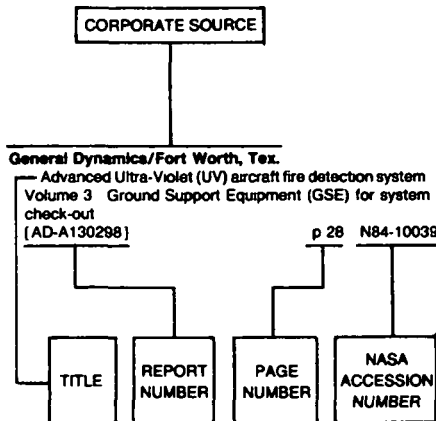 CORPORATE SOURCE
General Dynamics/Fort Worth, Tex.
Advanced Ultra-Violet (UV) aircraft fire detection system
Volume 3 Ground Support Equipment (GSE) for system
check-out
[AD-A130298] p 28 N84-10039
TITLE
REPORT
NUMBER
PAGE
NUMBER
NASA
ACCESSION
NUMBER